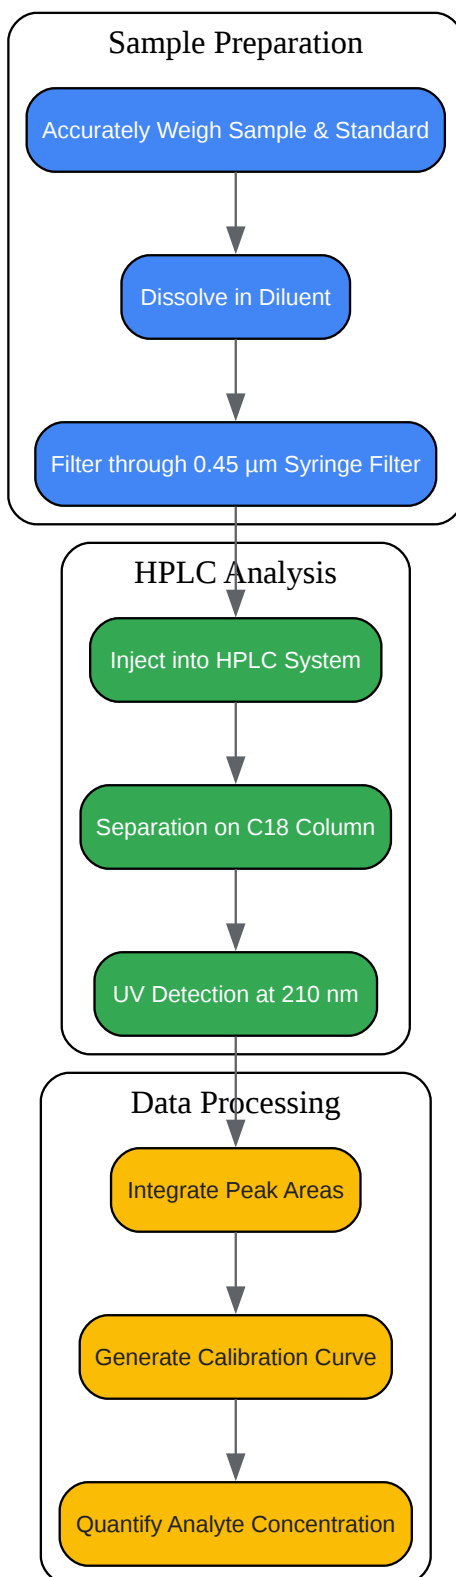 Sample Preparation
Accurately Weigh Sample & Standard
Dissolve in Diluent
Filter through 0.45 µm Syringe Filter
HPLC Analysis
Inject into HPLC System
Separation on C18 Column
UV Detection at 210 nm
Data Processing
Integrate Peak Areas
Generate Calibration Curve
Quantify Analyte Concentration